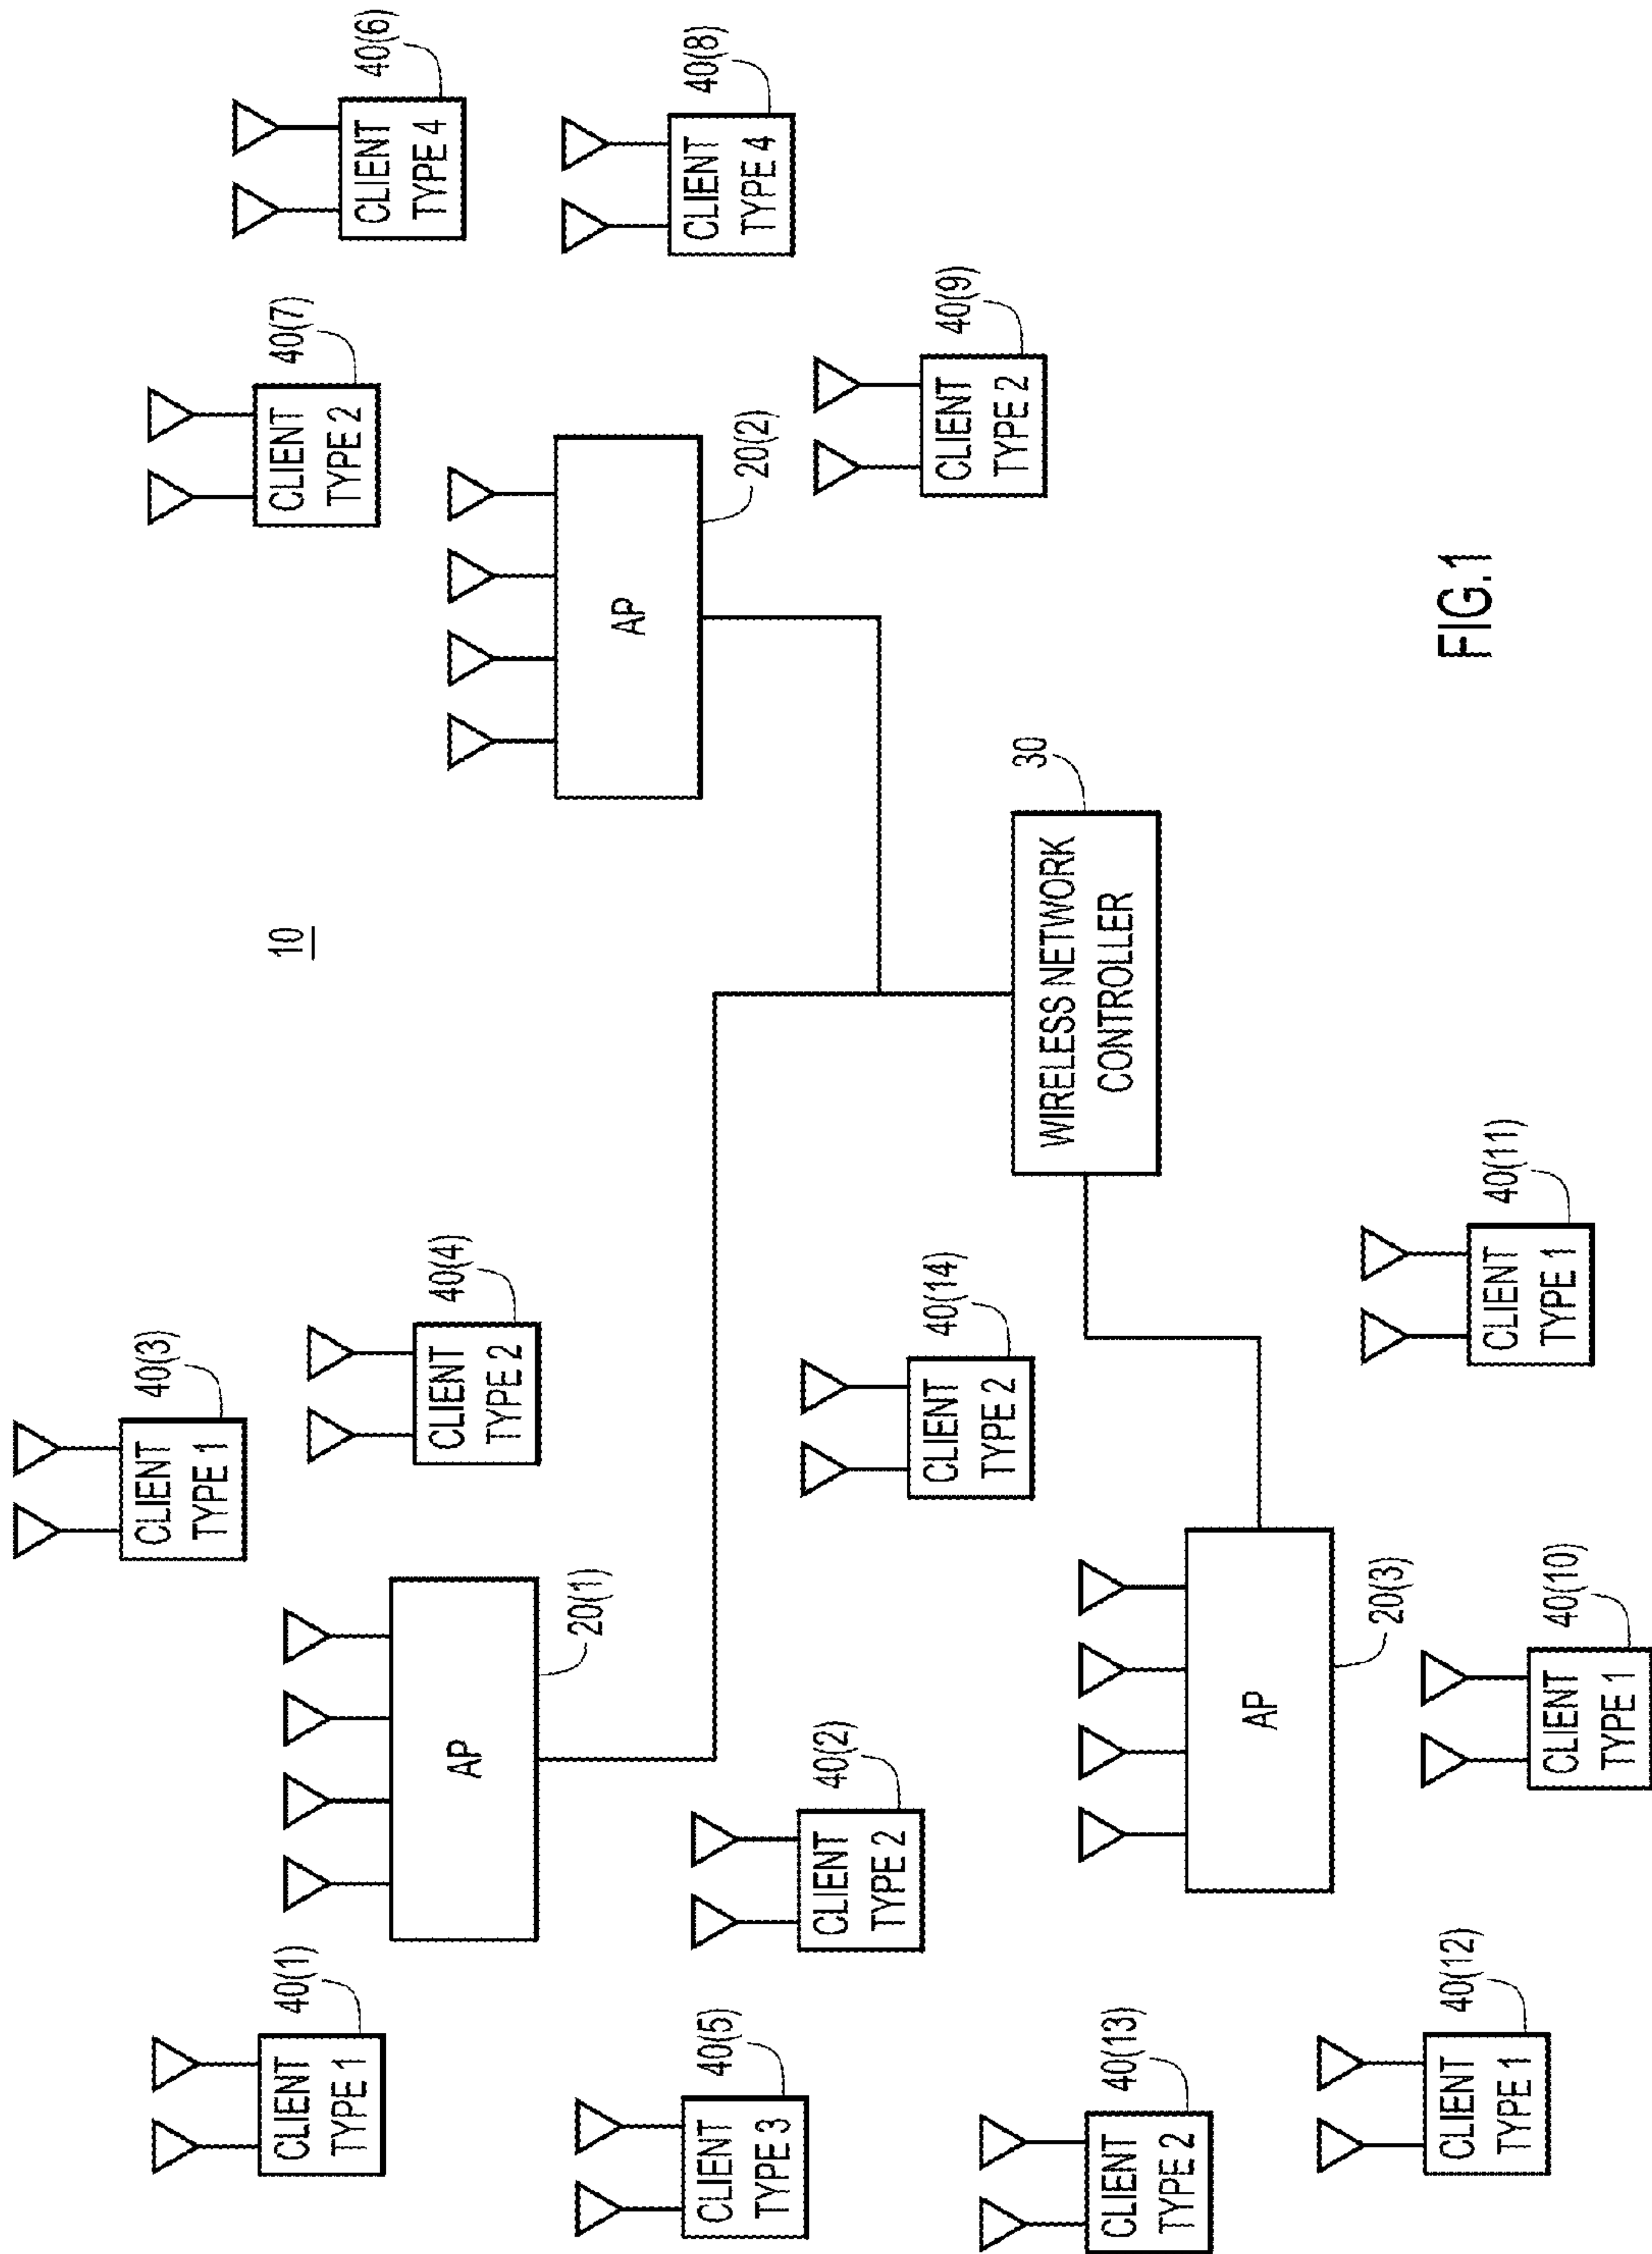 40(3)
CLIENT
TYPE 1
40(1)
CLIENT
TYPE 1
10
40(7)
CLIENT
TYPE 2
40(6)
CLIENT
TYPE 4
40(4)
CLIENT
TYPE 2
AP
20(1)
AP
20(2)
40(5)
CLIENT
TYPE 3
40(8)
CLIENT
TYPE 4
40(2)
CLIENT
TYPE 2
40(14)
CLIENT
TYPE 2
40(9)
CLIENT
TYPE 2
30
WIRELESS NETWORK
CONTROLLER
40(13)
CLIENT
TYPE 2
AP
20(3)
40(12)
CLIENT
TYPE 1
40(11)
CLIENT
TYPE 1
40(10)
CLIENT
TYPE 1
FIG.1